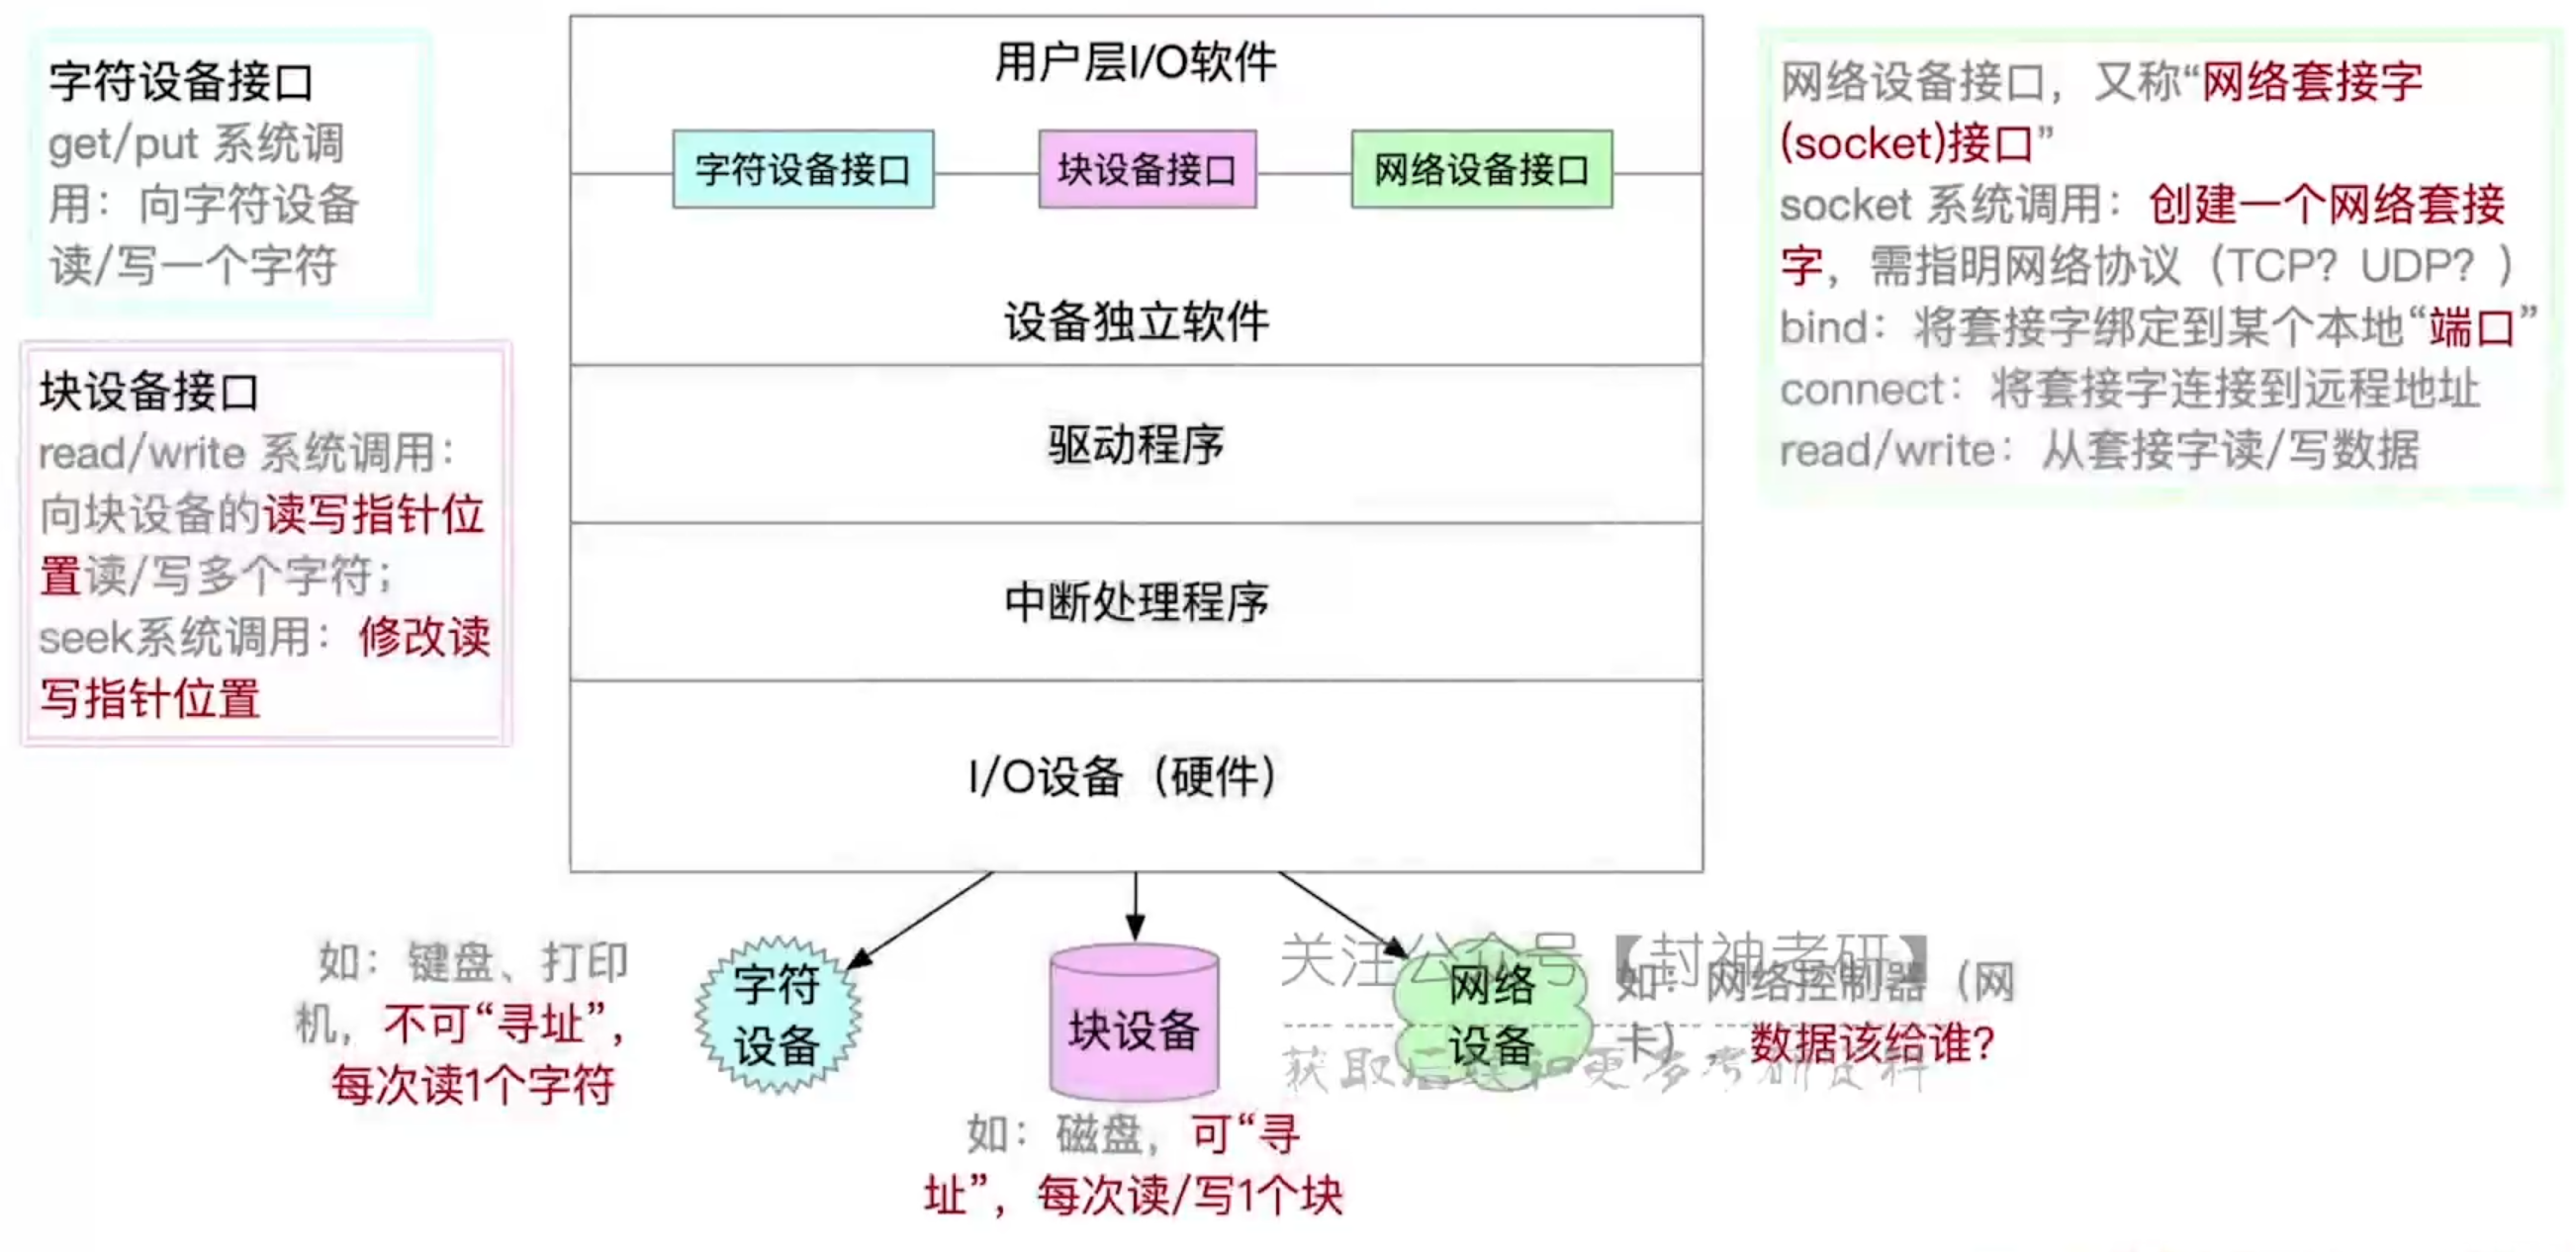 字符设备接口
get/put 系统调
用：向字符设备
读/写一个字符
块设备接口
read/write 系统调用：
向块设备的读写指针位
置读/写多个字符；
seek系统调用：修改读
写指针位置
用户层I/O软件
字符设备接口
块设备接口
网络设备接口
设备独立软件
驱动程序
中断处理程序
I/O设备（硬件）
网络设备接口，又称“网络套接字
(socket)接口”
socket 系统调用：创建一个网络套接
字，需指明网络协议（TCP？UDP？）
bind：将套接字绑定到某个本地“端口”
connect：将套接字连接到远程地址
read/write：从套接字读/写数据
如：键盘、打印
机，不可“寻址”，
每次读1个字符
字符
设备
块设备
如：磁盘，可“寻
址”，每次读/写1个块
网络
设备
如：网络控制器（网
卡），数据该给谁？
关注公众号【封神考研】